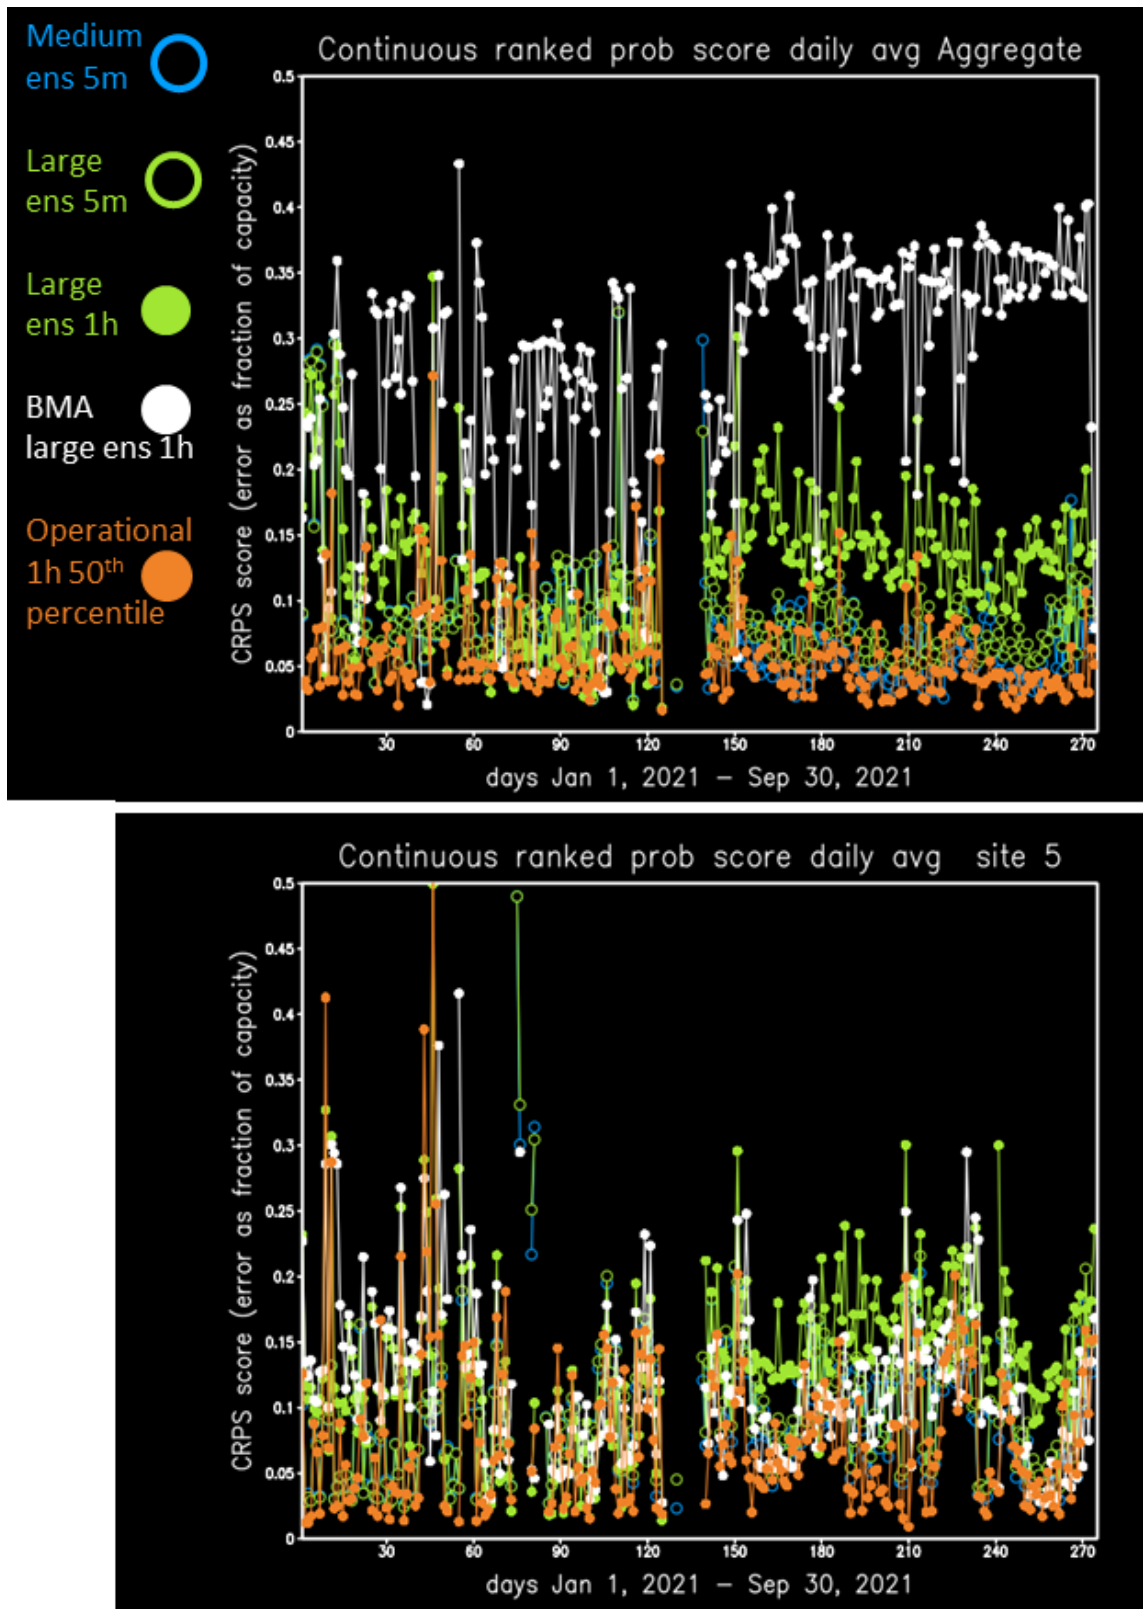 Medium
ens 5m
Large
ens 5m
Large
ens 1h
BMA
large ens 1h
Operational
1h 50th
percentile
Continuous ranked prob score daily avg Aggregate
CRPS score (error as fraction of capacity)
0.5
0.45
0.4
0.35
0.3
0.25
0.2
0.15
0.1
0.05
0
30 60 90 120 150 180 210 240 270
days Jan 1, 2021 – Sep 30, 2021
Continuous ranked prob score daily avg site 5
CRPS score (error as fraction of capacity)
0.5
0.45
0.4
0.35
0.3
0.25
0.2
0.15
0.1
0.05
0
30 60 90 120 150 180 210 240 270
days Jan 1, 2021 – Sep 30, 2021